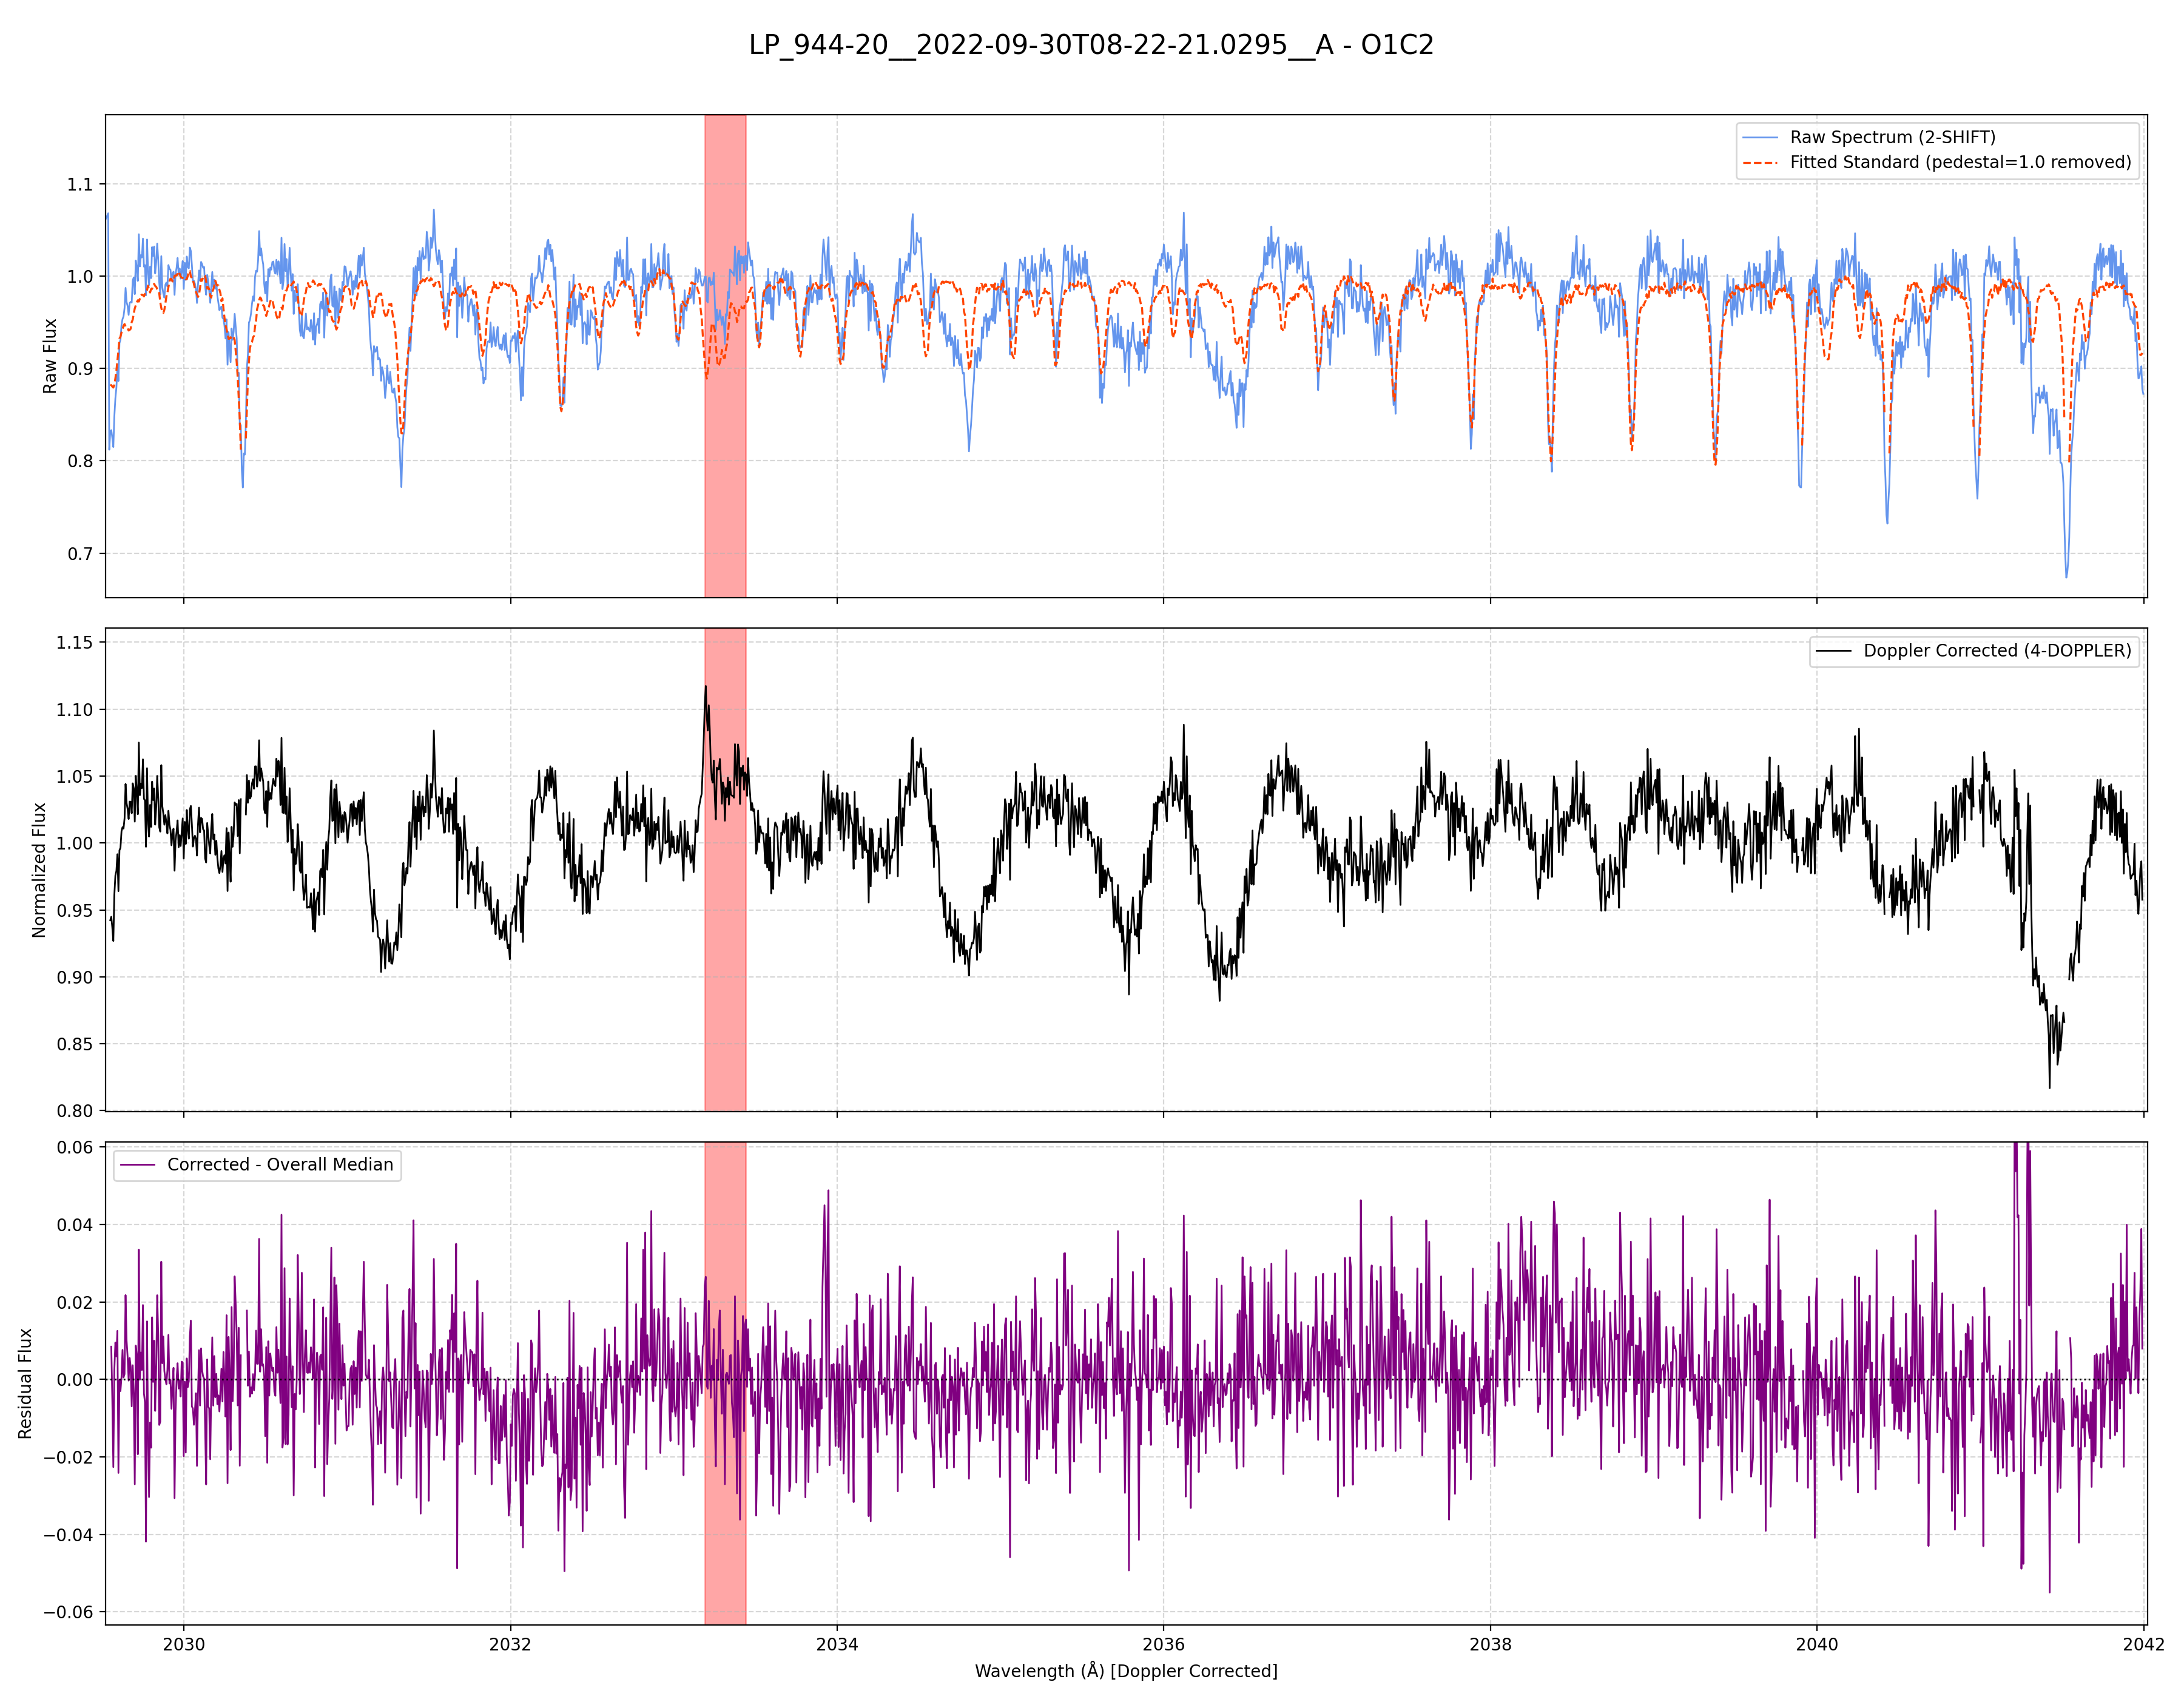 LP_944-20__2022-09-30T08-22-21.0295__A - O1C2
Raw Spectrum (2-SHIFT)
Fitted Standard (pedestal=1.0 removed)
1.1
1.0
0.9
0.8
0.7
Raw Flux
Doppler Corrected (4-DOPPLER)
1.15
1.10
1.05
1.00
0.95
0.90
0.85
0.80
Normalized Flux
Corrected - Overall Median
0.06
0.04
0.02
0.00
−0.02
−0.04
−0.06
Residual Flux
2030 2032 2034 2036 2038 2040 2042
Wavelength (Å) [Doppler Corrected]